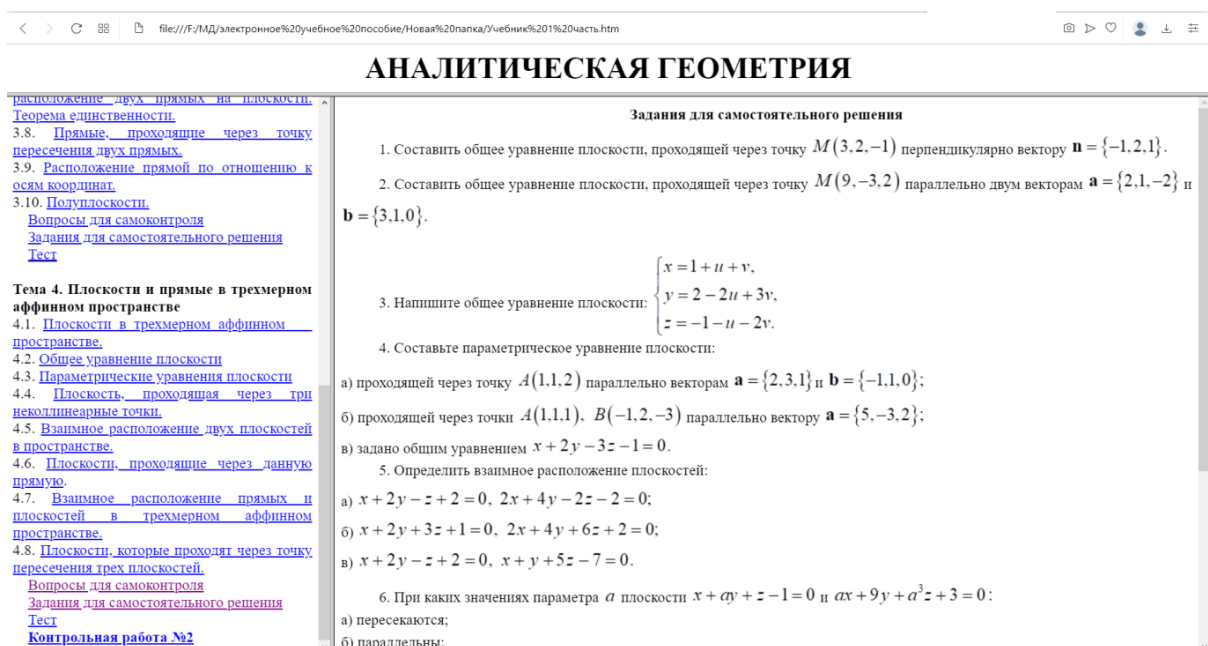 file:///F:/МД/электронное%20учебное%20пособие/Новая%20папка/Учебник%201%20часть.htm
АНАЛИТИЧЕСКАЯ ГЕОМЕТРИЯ
расположение двух прямых на плоскости.
Теорема единственности.
3.8. Прямые, проходящие через точку
пересечения двух прямых.
3.9. Расположение прямой по отношению к
осям координат.
3.10. Полуплоскости.
Вопросы для самоконтроля
Задания для самостоятельного решения
Тест
Тема 4. Плоскости и прямые в трехмерном
аффинном пространстве
4.1. Плоскости в трехмерном аффинном
пространстве.
4.2. Общее уравнение плоскости
4.3. Параметрические уравнения плоскости
4.4. Плоскость, проходящая через три
неколлинеарные точки.
4.5. Взаимное расположение двух плоскостей
в пространстве.
4.6. Плоскости, проходящие через данную
прямую.
4.7. Взаимное расположение прямых и
плоскостей в трехмерном аффинном
пространстве.
4.8. Плоскости, которые проходят через точку
пересечения трех плоскостей.
Вопросы для самоконтроля
Задания для самостоятельного решения
Тест
Контрольная работа №2
Задания для самостоятельного решения
1. Составить общее уравнение плоскости, проходящей через точку M(3,2,−1) перпендикулярно вектору n = {−1,2,1}.
2. Составить общее уравнение плоскости, проходящей через точку M(9,−3,2) параллельно двум векторам a = {2,1,−2} и
b = {3,1,0}.
x = 1 + u + v,
3. Напишите общее уравнение плоскости: { y = 2 − 2u + 3v,
z = −1 − u − 2v.
4. Составьте параметрическое уравнение плоскости:
а) проходящей через точку A(1,1,2) параллельно векторам a = {2,3,1} и b = {−1,1,0};
б) проходящей через точки A(1,1,1), B(−1,2,−3) параллельно вектору a = {5,−3,2};
в) задано общим уравнением x + 2y − 3z − 1 = 0.
5. Определить взаимное расположение плоскостей:
а) x + 2y − z + 2 = 0, 2x + 4y − 2z − 2 = 0;
б) x + 2y + 3z + 1 = 0, 2x + 4y + 6z + 2 = 0;
в) x + 2y − z + 2 = 0, x + y + 5z − 7 = 0.
6. При каких значениях параметра a плоскости x + ay + z − 1 = 0 и ax + 9y + a³z + 3 = 0:
а) пересекаются;
б) параллельны;